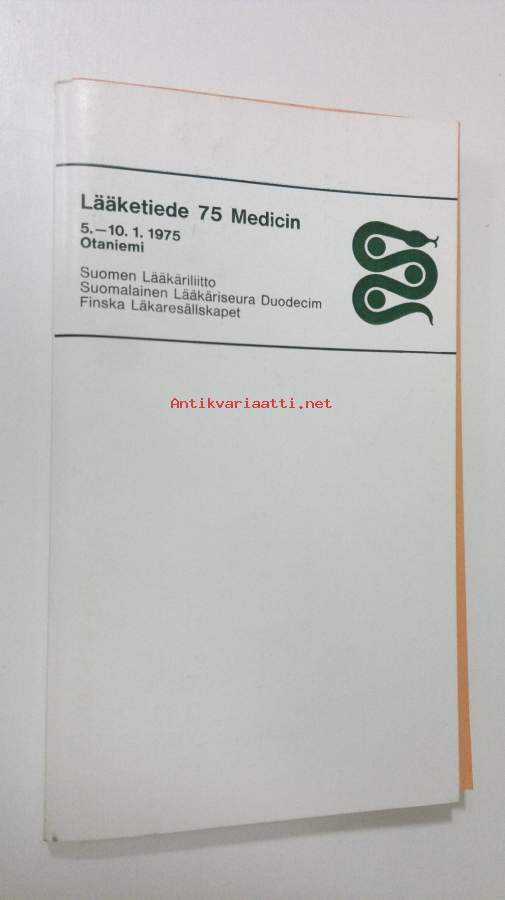 Lääketiede 75 Medicin
5.—10. 1. 1975
Otaniemi
Suomen Lääkäriliitto
Suomalainen Lääkäriseura Duodecim
Finska Läkaresällskapet
Antikvariaatti.net